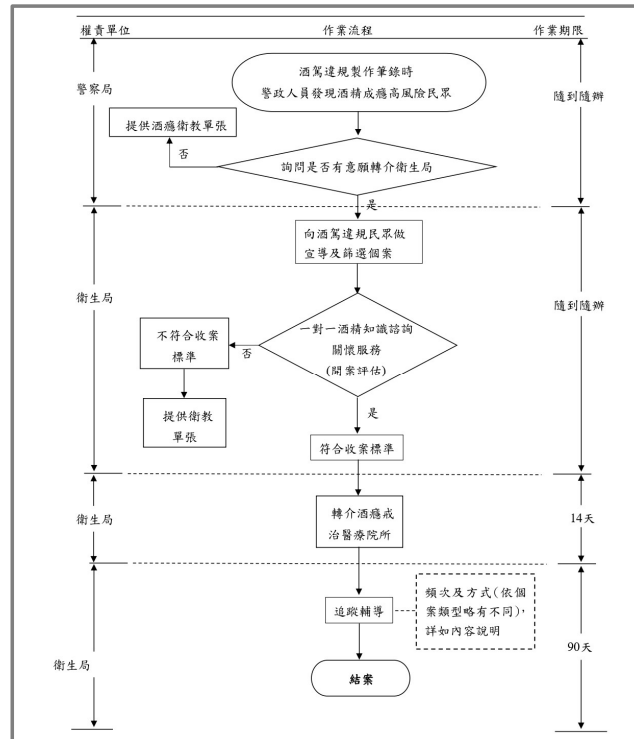 權責單位
作業流程
作業期限
酒駕違規製作筆錄時
警政人員發現酒精成癮高風險民眾
警察局
隨到隨辦
提供酒癮衛教單張
否
詢問是否有意願轉介衛生局
是
向酒駕違規民眾做
宣導及篩選個案
衛生局
隨到隨辦
一對一酒精知識諮詢
關懷服務
(開案評估)
不符合收案
標準
否
提供衛教
單張
是
符合收案標準
衛生局
轉介酒癮戒
治醫療院所
14天
追蹤輔導
頻次及方式(依個
案類型略有不同),
詳如內容說明
90天
衛生局
結案